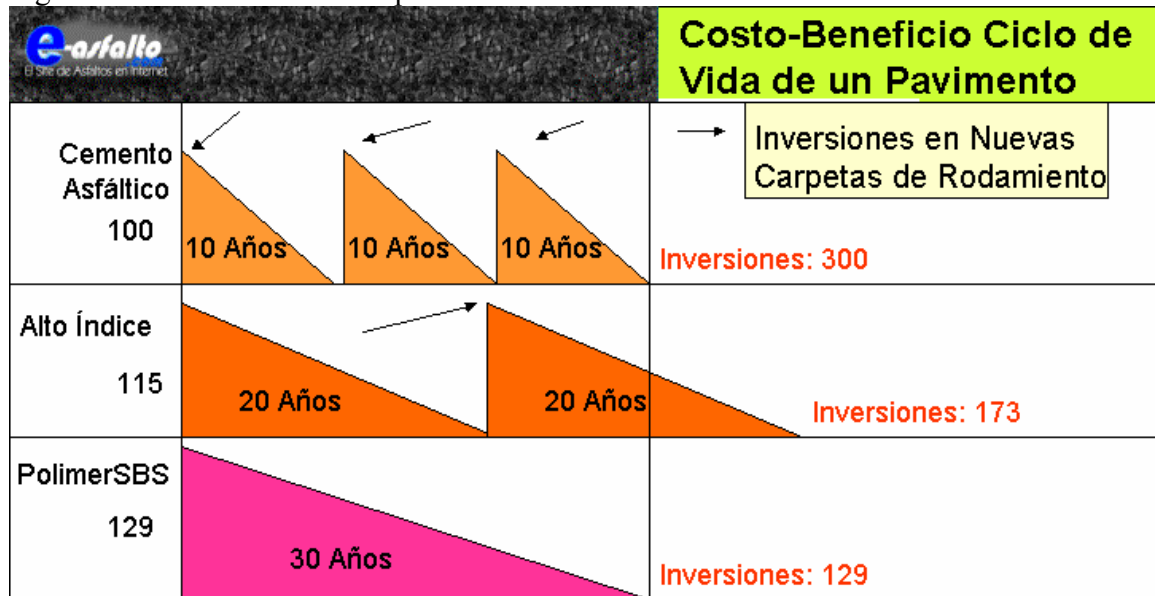 e-asfalto
.com
El Site de Asfaltos en Internet
Costo-Beneficio Ciclo de
Vida de un Pavimento
Inversiones en Nuevas
Carpetas de Rodamiento
Cemento
Asfáltico
100
10 Años 10 Años 10 Años
Inversiones: 300
Alto Índice
115
20 Años 20 Años
Inversiones: 173
PolimerSBS
129
30 Años
Inversiones: 129